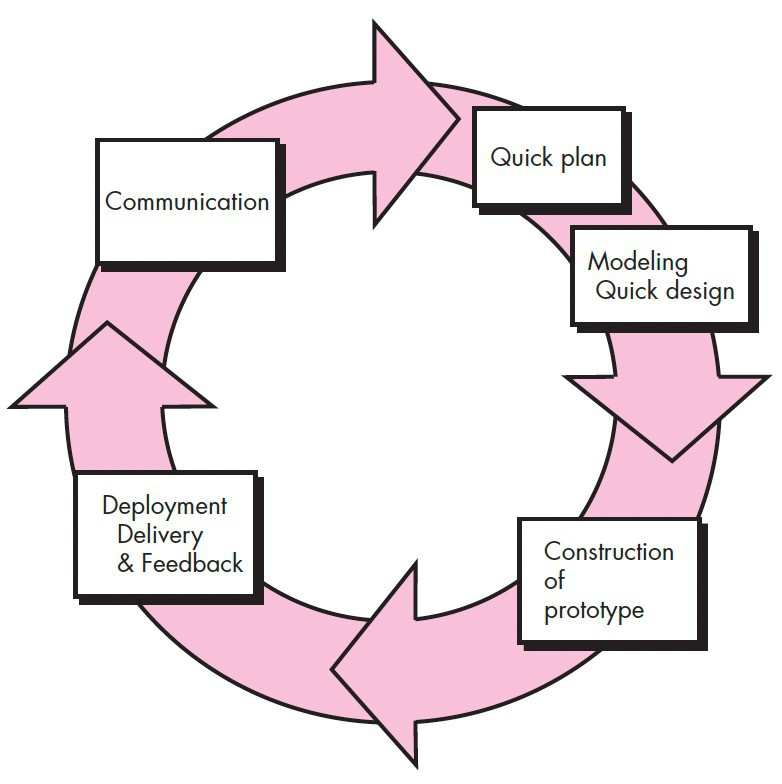 Communication
Quick plan
Modeling
Quick design
Construction
of
prototype
Deployment
Delivery
& Feedback